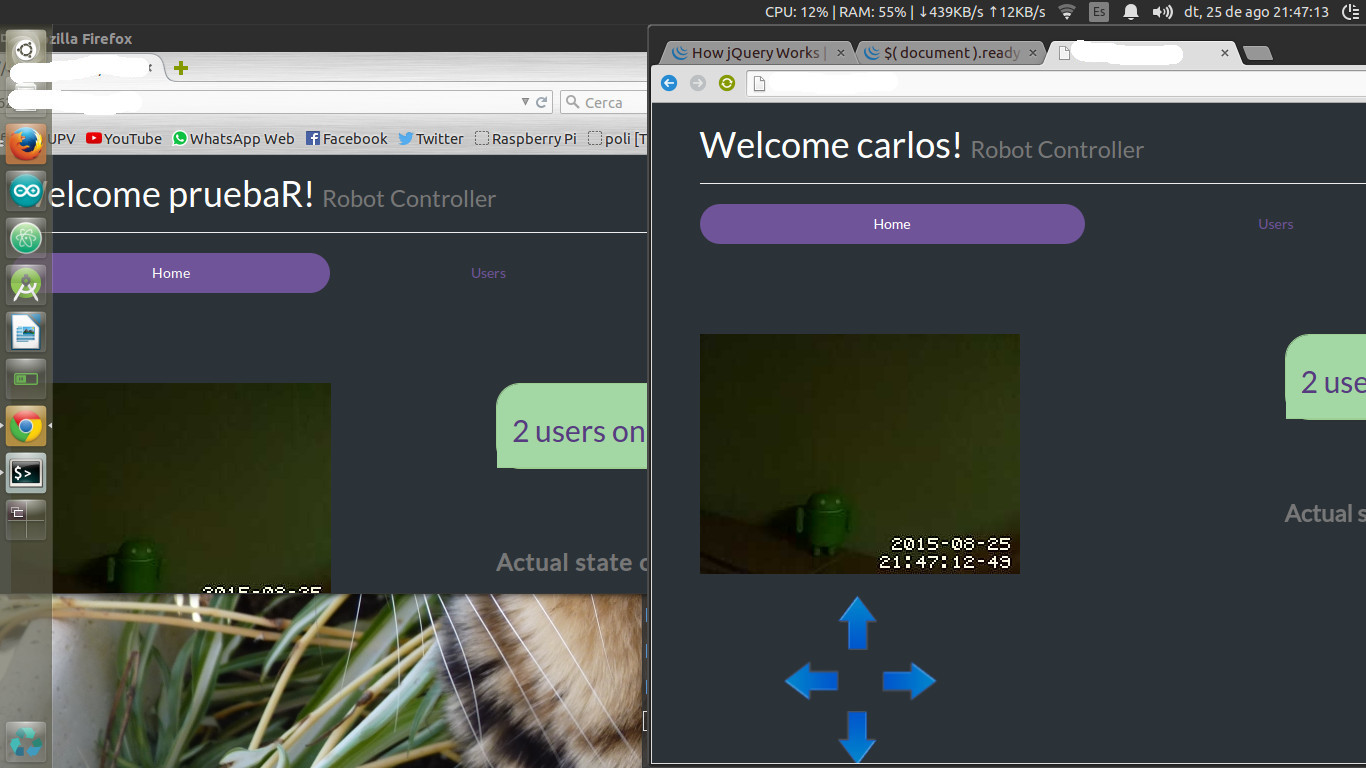 CPU: 12% | RAM: 55% | ↓439KB/s ↑12KB/s Es dt, 25 de ago 21:47:13
zilla Firefox
Cerca
UPV YouTube WhatsApp Web Facebook Twitter Raspberry Pi poli [T
elcome pruebaR! Robot Controller
Home Users
2 users on
Actual state
2015-08-25
$>
How jQuery Works | $( document ).ready
Welcome carlos! Robot Controller
Home Users
2 use
2015-08-25
21:47:12-49
Actual s